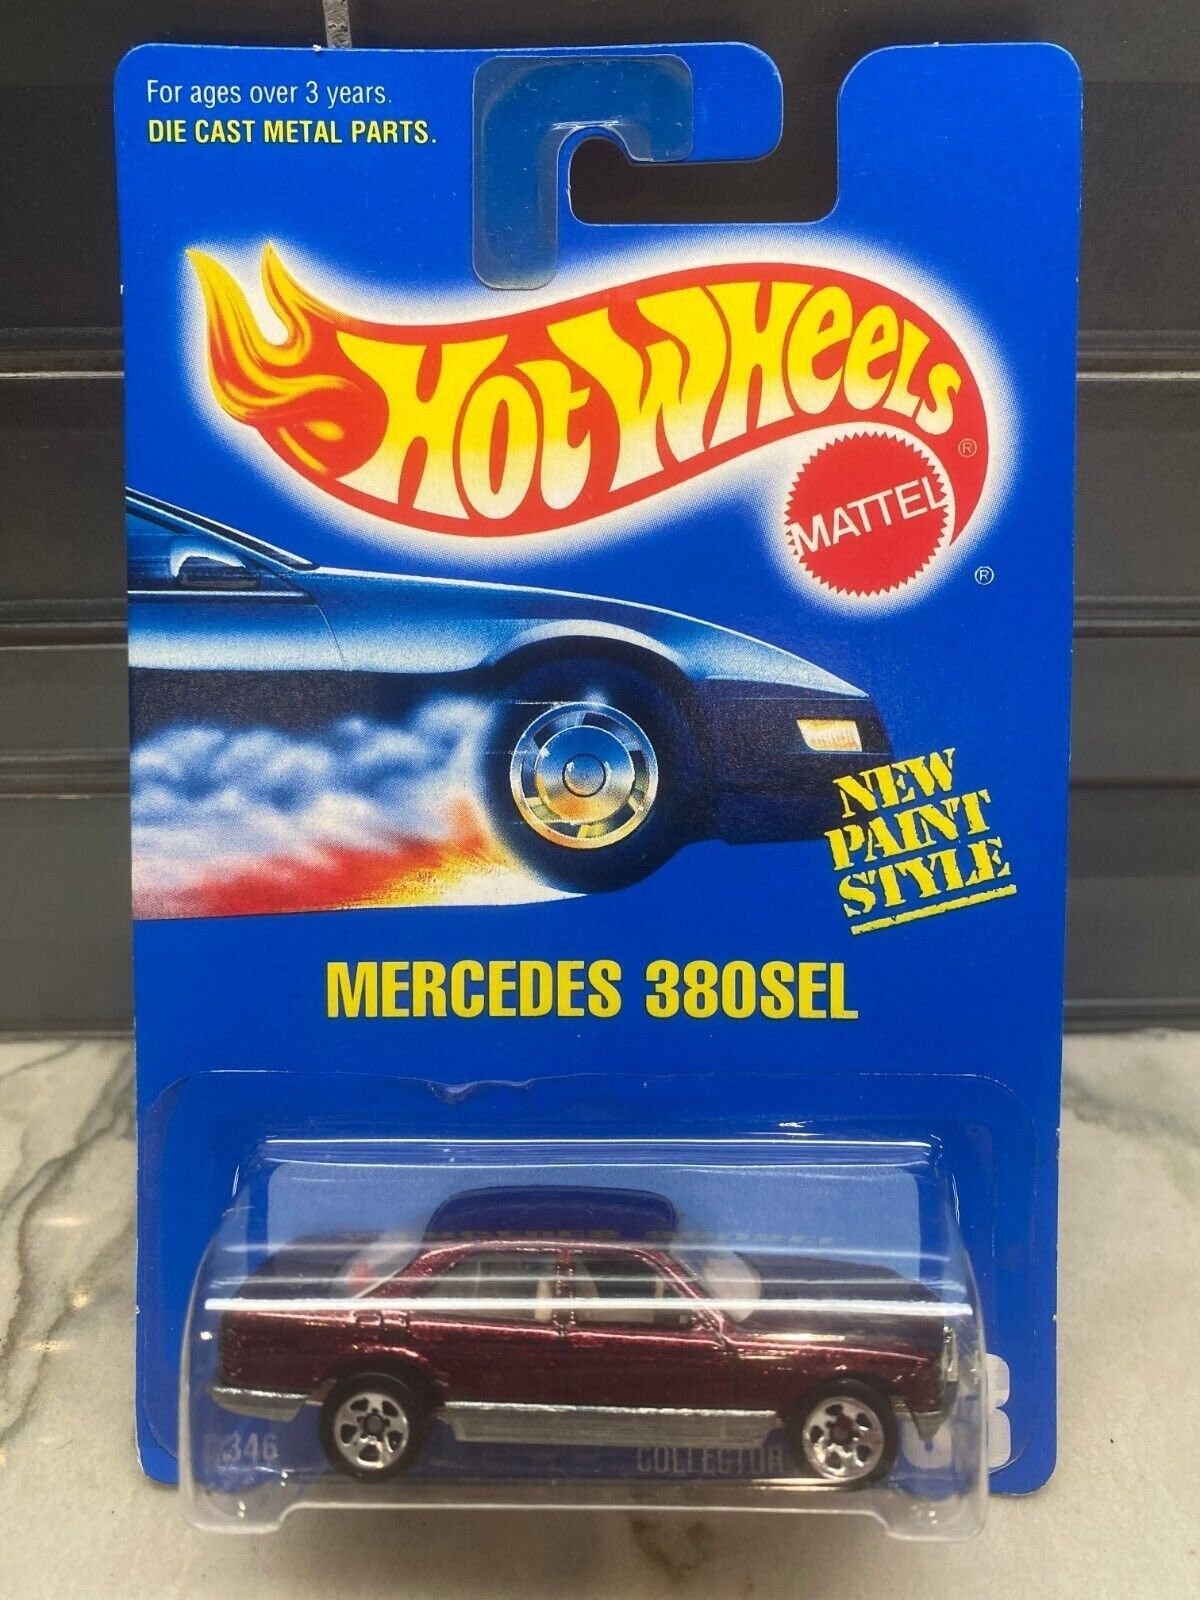 For ages over 3 years.
DIE CAST METAL PARTS.
HOT WHEELS
®
MATTEL
®
NEW
PAINT
STYLE
MERCEDES 380SEL
COLLECTOR